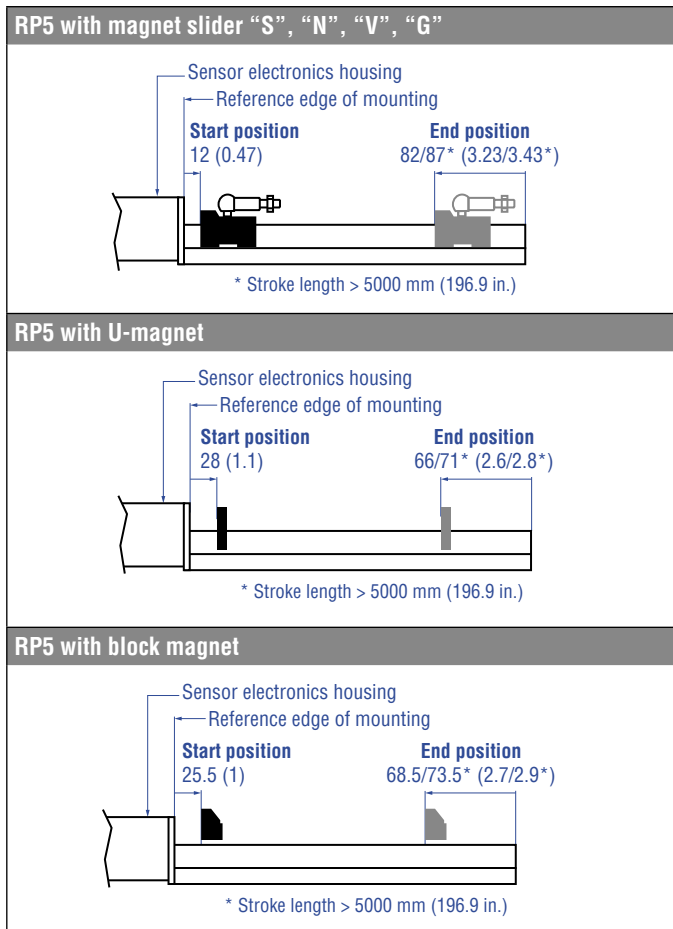 RP5 with magnet slider “S”, “N”, “V”, “G”
Sensor electronics housing
Reference edge of mounting
Start position
12 (0.47)
End position
82/87* (3.23/3.43*)
* Stroke length > 5000 mm (196.9 in.)
RP5 with U-magnet
Sensor electronics housing
Reference edge of mounting
Start position
28 (1.1)
End position
66/71* (2.6/2.8*)
* Stroke length > 5000 mm (196.9 in.)
RP5 with block magnet
Sensor electronics housing
Reference edge of mounting
Start position
25.5 (1)
End position
68.5/73.5* (2.7/2.9*)
* Stroke length > 5000 mm (196.9 in.)